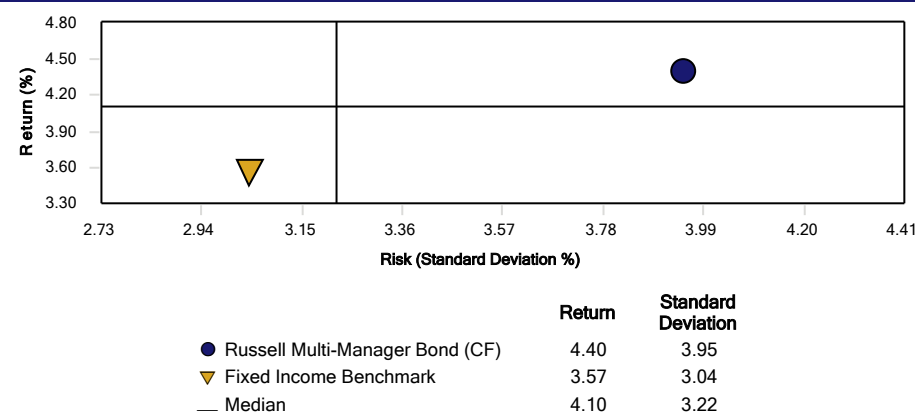 4.80
4.50
4.20
3.90
3.60
3.30
Return (%)
2.73 2.94 3.15 3.36 3.57 3.78 3.99 4.20 4.41
Risk (Standard Deviation %)
Return Standard Deviation
Russell Multi-Manager Bond (CF) 4.40 3.95
Fixed Income Benchmark 3.57 3.04
Median 4.10 3.22